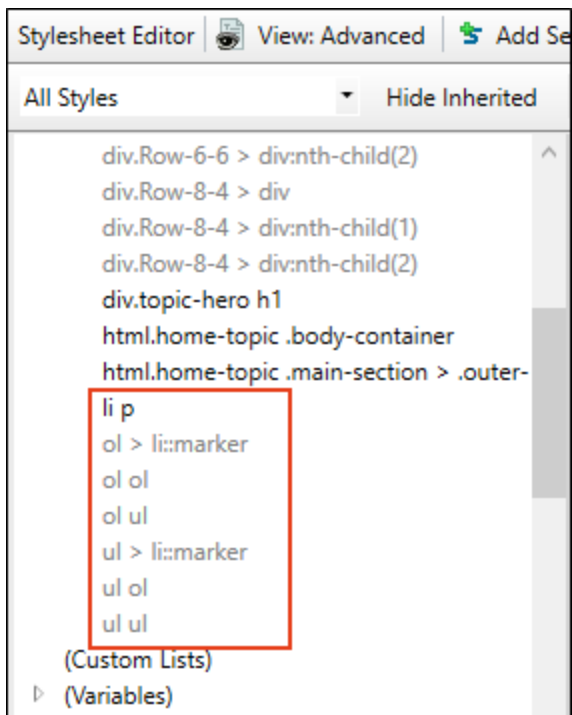 Stylesheet Editor View: Advanced Add Se
All Styles Hide Inherited
div.Row-6-6 > div:nth-child(2)
div.Row-8-4 > div
div.Row-8-4 > div:nth-child(1)
div.Row-8-4 > div:nth-child(2)
div.topic-hero h1
html.home-topic .body-container
html.home-topic .main-section > .outer-
li p
ol > li::marker
ol ol
ol ul
ul > li::marker
ul ol
ul ul
(Custom Lists)
(Variables)